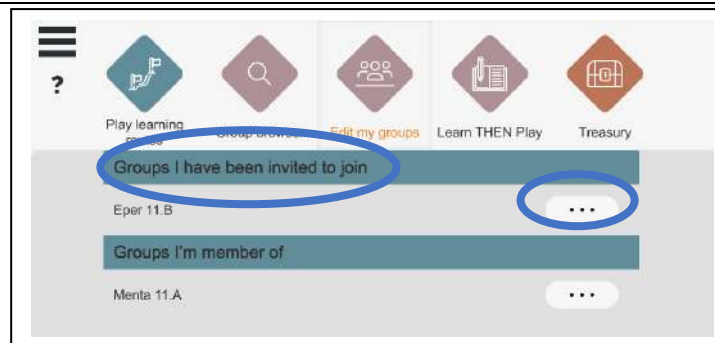 ?
Play learning
Edit my groups
Learn THEN Play
Treasury
Groups I have been invited to join
Eper 11.B
...
Groups I'm member of
Menta 11.A
...